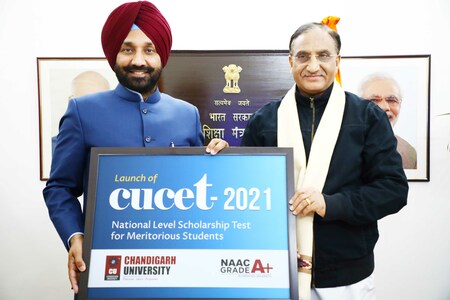 सत्यमेव जयते
भारत सरका
शिक्षा मंत्रा
Launch of
cucet-2021
National Level Scholarship Test
for Meritorious Students
CU
CHANDIGARH
UNIVERSITY
NAAC
GRADE A+